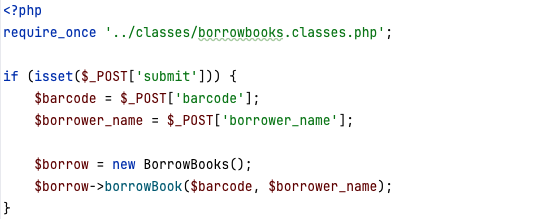 <?php
require_once '../classes/borrowbooks.classes.php';

if (isset($_POST['submit'])) {
    $barcode = $_POST['barcode'];
    $borrower_name = $_POST['borrower_name'];

    $borrow = new BorrowBooks();
    $borrow->borrowBook($barcode, $borrower_name);
}